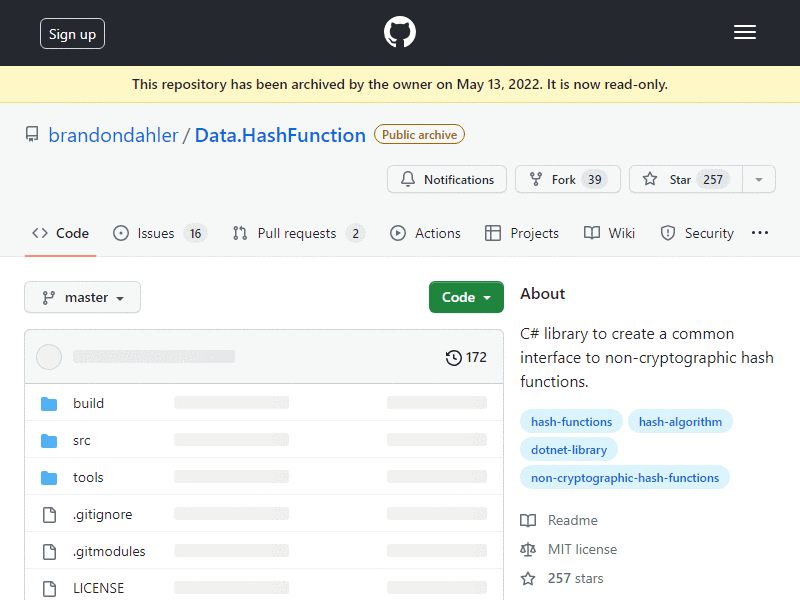 Sign up
This repository has been archived by the owner on May 13, 2022. It is now read-only.
brandondahler / Data.HashFunction Public archive
Notifications Fork 39 Star 257
Code Issues 16 Pull requests 2 Actions Projects Wiki Security
master Code
172
build
src
tools
.gitignore
.gitmodules
LICENSE
About
C# library to create a common
interface to non-cryptographic hash
functions.
hash-functions hash-algorithm
dotnet-library
non-cryptographic-hash-functions
Readme
MIT license
257 stars